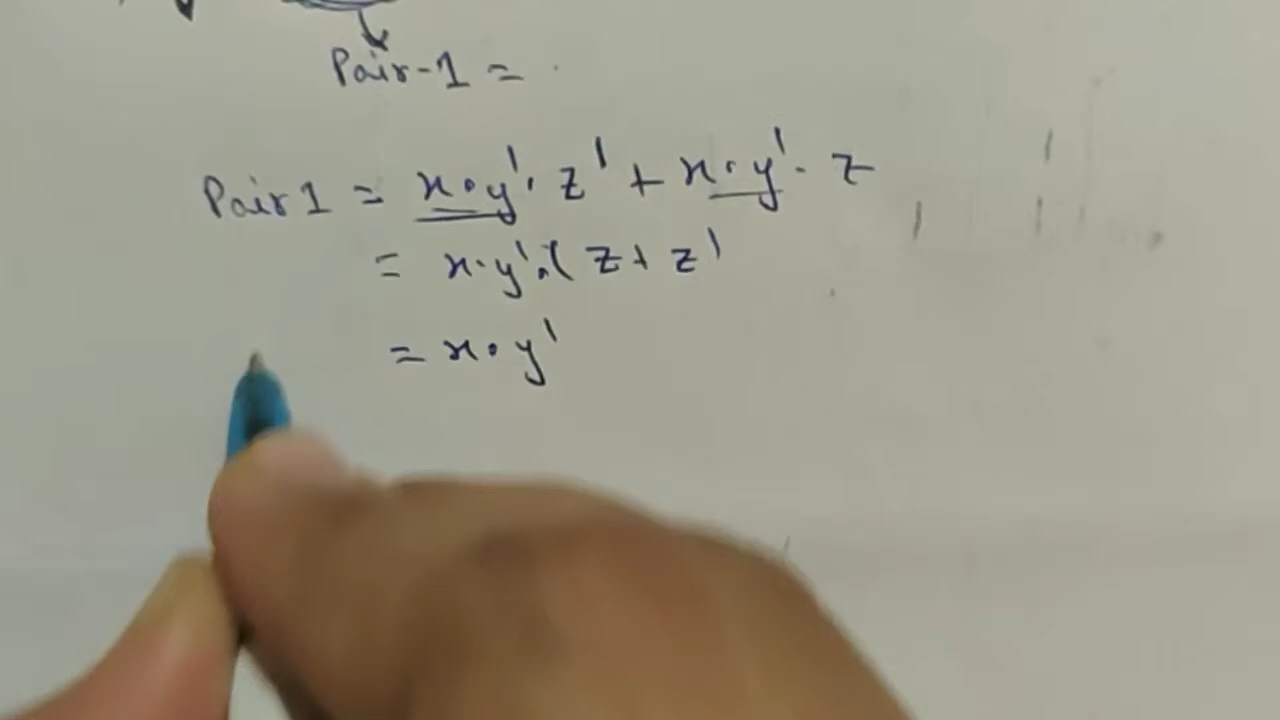 Pair-1 =
Pair 1 = x.y'.z' + x.y'.z
= x.y'.(z+z'
= x.y'